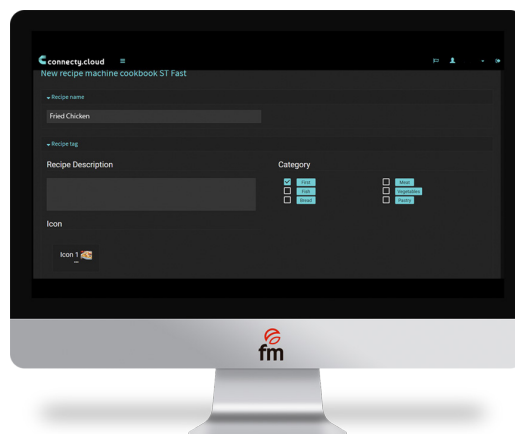 connecty.cloud
New recipe machine cookbook ST Fast
Recipe name
Fried Chicken
Recipe tag
Recipe Description
Category
First
Meat
Fish
Vegetables
Bread
Pastry
Icon
Icon 1
fm